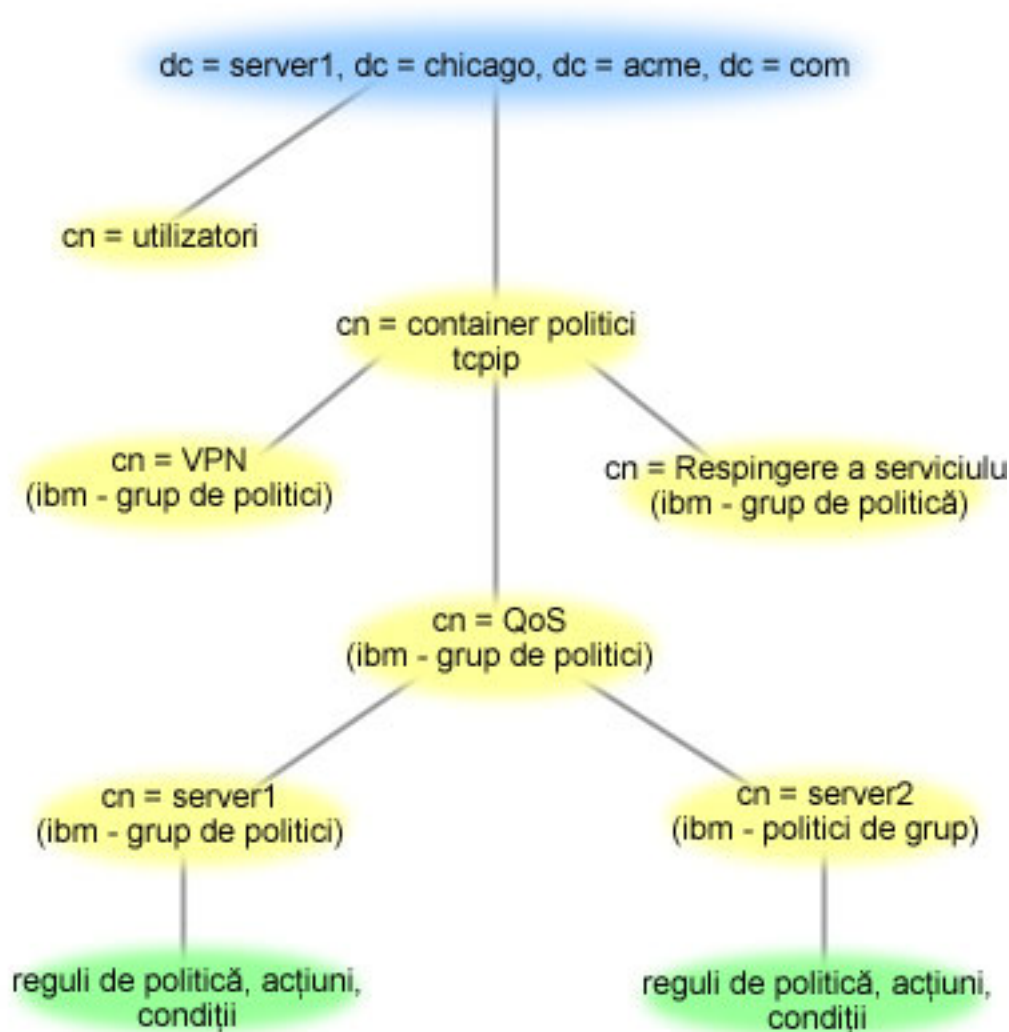 dc = server1, dc = chicago, dc = acme, dc = com
cn = utilizatori
cn = container politici
tcpip
cn = VPN
(ibm - grup de politici)
cn = Respingere a serviciulu
(ibm - grup de politică)
cn = QoS
(ibm - grup de politici)
cn = server1
(ibm - grup de politici)
cn = server2
(ibm - politici de grup)
reguli de politică, acțiuni,
condiții
reguli de politică, acțiuni,
condiții